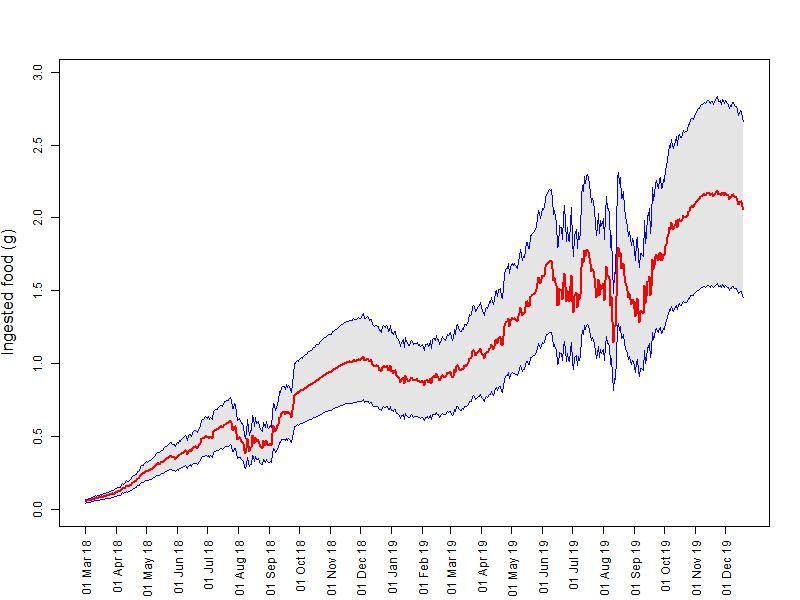 Ingested food (g)
3.0
2.5
2.0
1.5
1.0
0.5
0.0
01 Mar 18
01 Apr 18
01 May 18
01 Jun 18
01 Jul 18
01 Aug 18
01 Sep 18
01 Oct 18
01 Nov 18
01 Dec 18
01 Jan 19
01 Feb 19
01 Mar 19
01 Apr 19
01 May 19
01 Jun 19
01 Jul 19
01 Aug 19
01 Sep 19
01 Oct 19
01 Nov 19
01 Dec 19